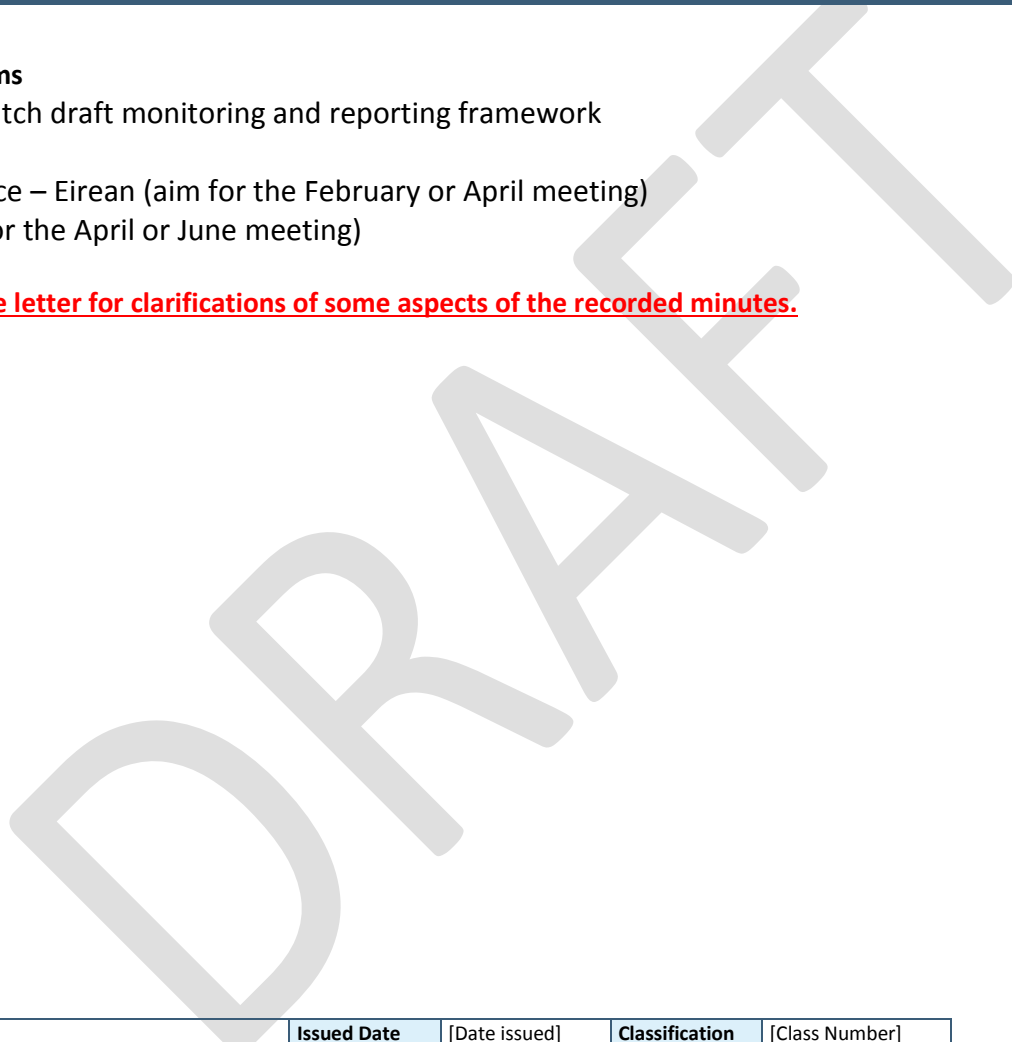 ms
tch draft monitoring and reporting framework
ce – Eirean (aim for the February or April meeting)
or the April or June meeting)
e letter for clarifications of some aspects of the recorded minutes.
DRAFT
Issued Date [Date issued] Classification [Class Number]